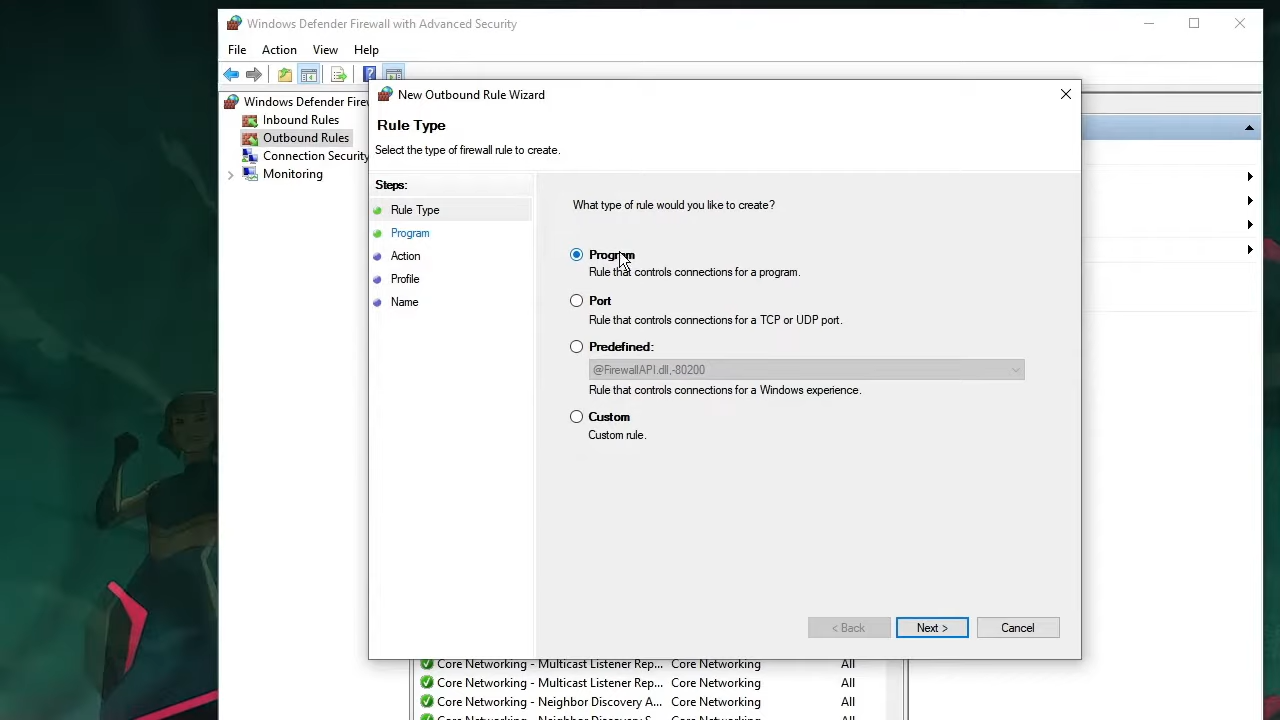 Windows Defender Firewall with Advanced Security
File Action View Help
New Outbound Rule Wizard
Rule Type
Select the type of firewall rule to create.
Windows Defender Firew
Inbound Rules
Outbound Rules
Connection Security
Monitoring
Steps:
Rule Type
Program
Action
Profile
Name
What type of rule would you like to create?
Program
Rule that controls connections for a program.
Port
Rule that controls connections for a TCP or UDP port.
Predefined:
@FirewallAPI.dll,-80200
Rule that controls connections for a Windows experience.
Custom
Custom rule.
< Back Next > Cancel
Core Networking - Multicast Listener Rep... Core Networking All
Core Networking - Multicast Listener Rep... Core Networking All
Core Networking - Neighbor Discovery A... Core Networking All